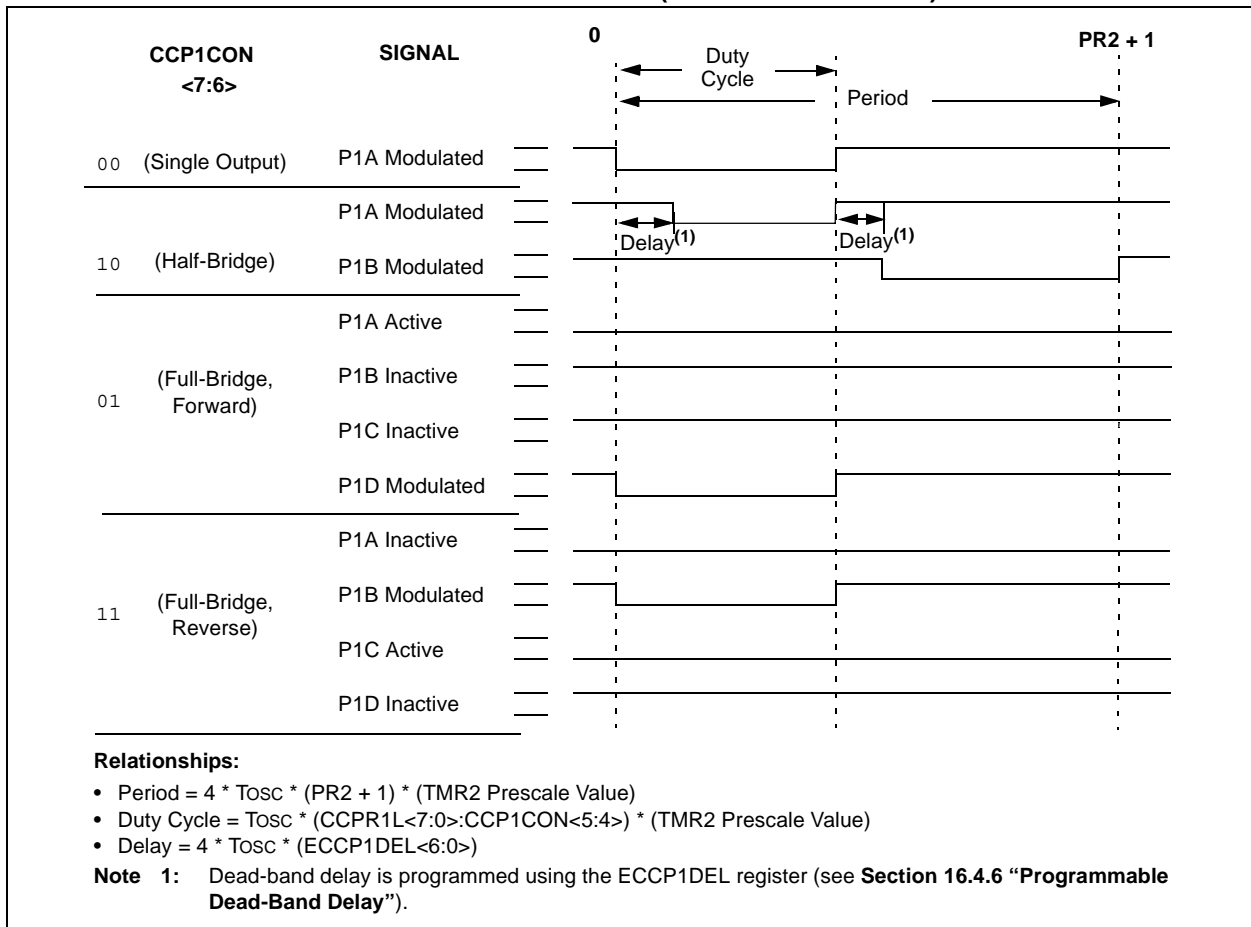 0
PR2 + 1
CCP1CON
<7:6>
SIGNAL
Duty
Cycle
Period
00 (Single Output) P1A Modulated
P1A Modulated
Delay(1) Delay(1)
10 (Half-Bridge) P1B Modulated
P1A Active
01 (Full-Bridge,
Forward)
P1B Inactive
P1C Inactive
P1D Modulated
P1A Inactive
11 (Full-Bridge,
Reverse)
P1B Modulated
P1C Active
P1D Inactive
Relationships:
• Period = 4 * TOSC * (PR2 + 1) * (TMR2 Prescale Value)
• Duty Cycle = TOSC * (CCPR1L<7:0>:CCP1CON<5:4>) * (TMR2 Prescale Value)
• Delay = 4 * TOSC * (ECCP1DEL<6:0>)
Note 1: Dead-band delay is programmed using the ECCP1DEL register (see Section 16.4.6 “Programmable
Dead-Band Delay”).